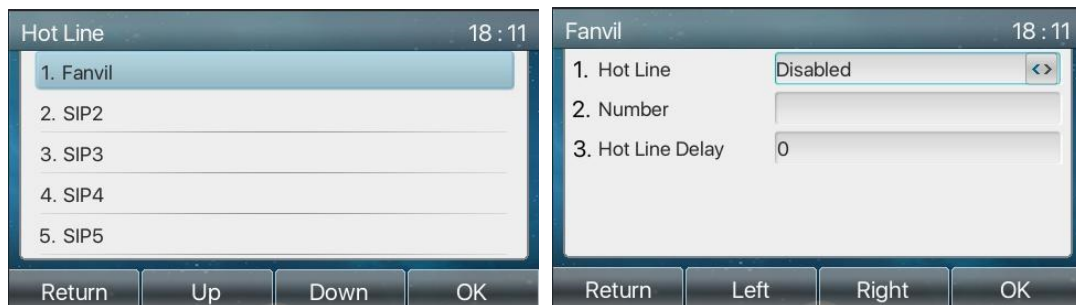 Hot Line 18 : 11
1. Fanvil
2. SIP2
3. SIP3
4. SIP4
5. SIP5
Return Up Down OK
Fanvil 18 : 11
1. Hot Line Disabled <>
2. Number
3. Hot Line Delay 0
Return Left Right OK